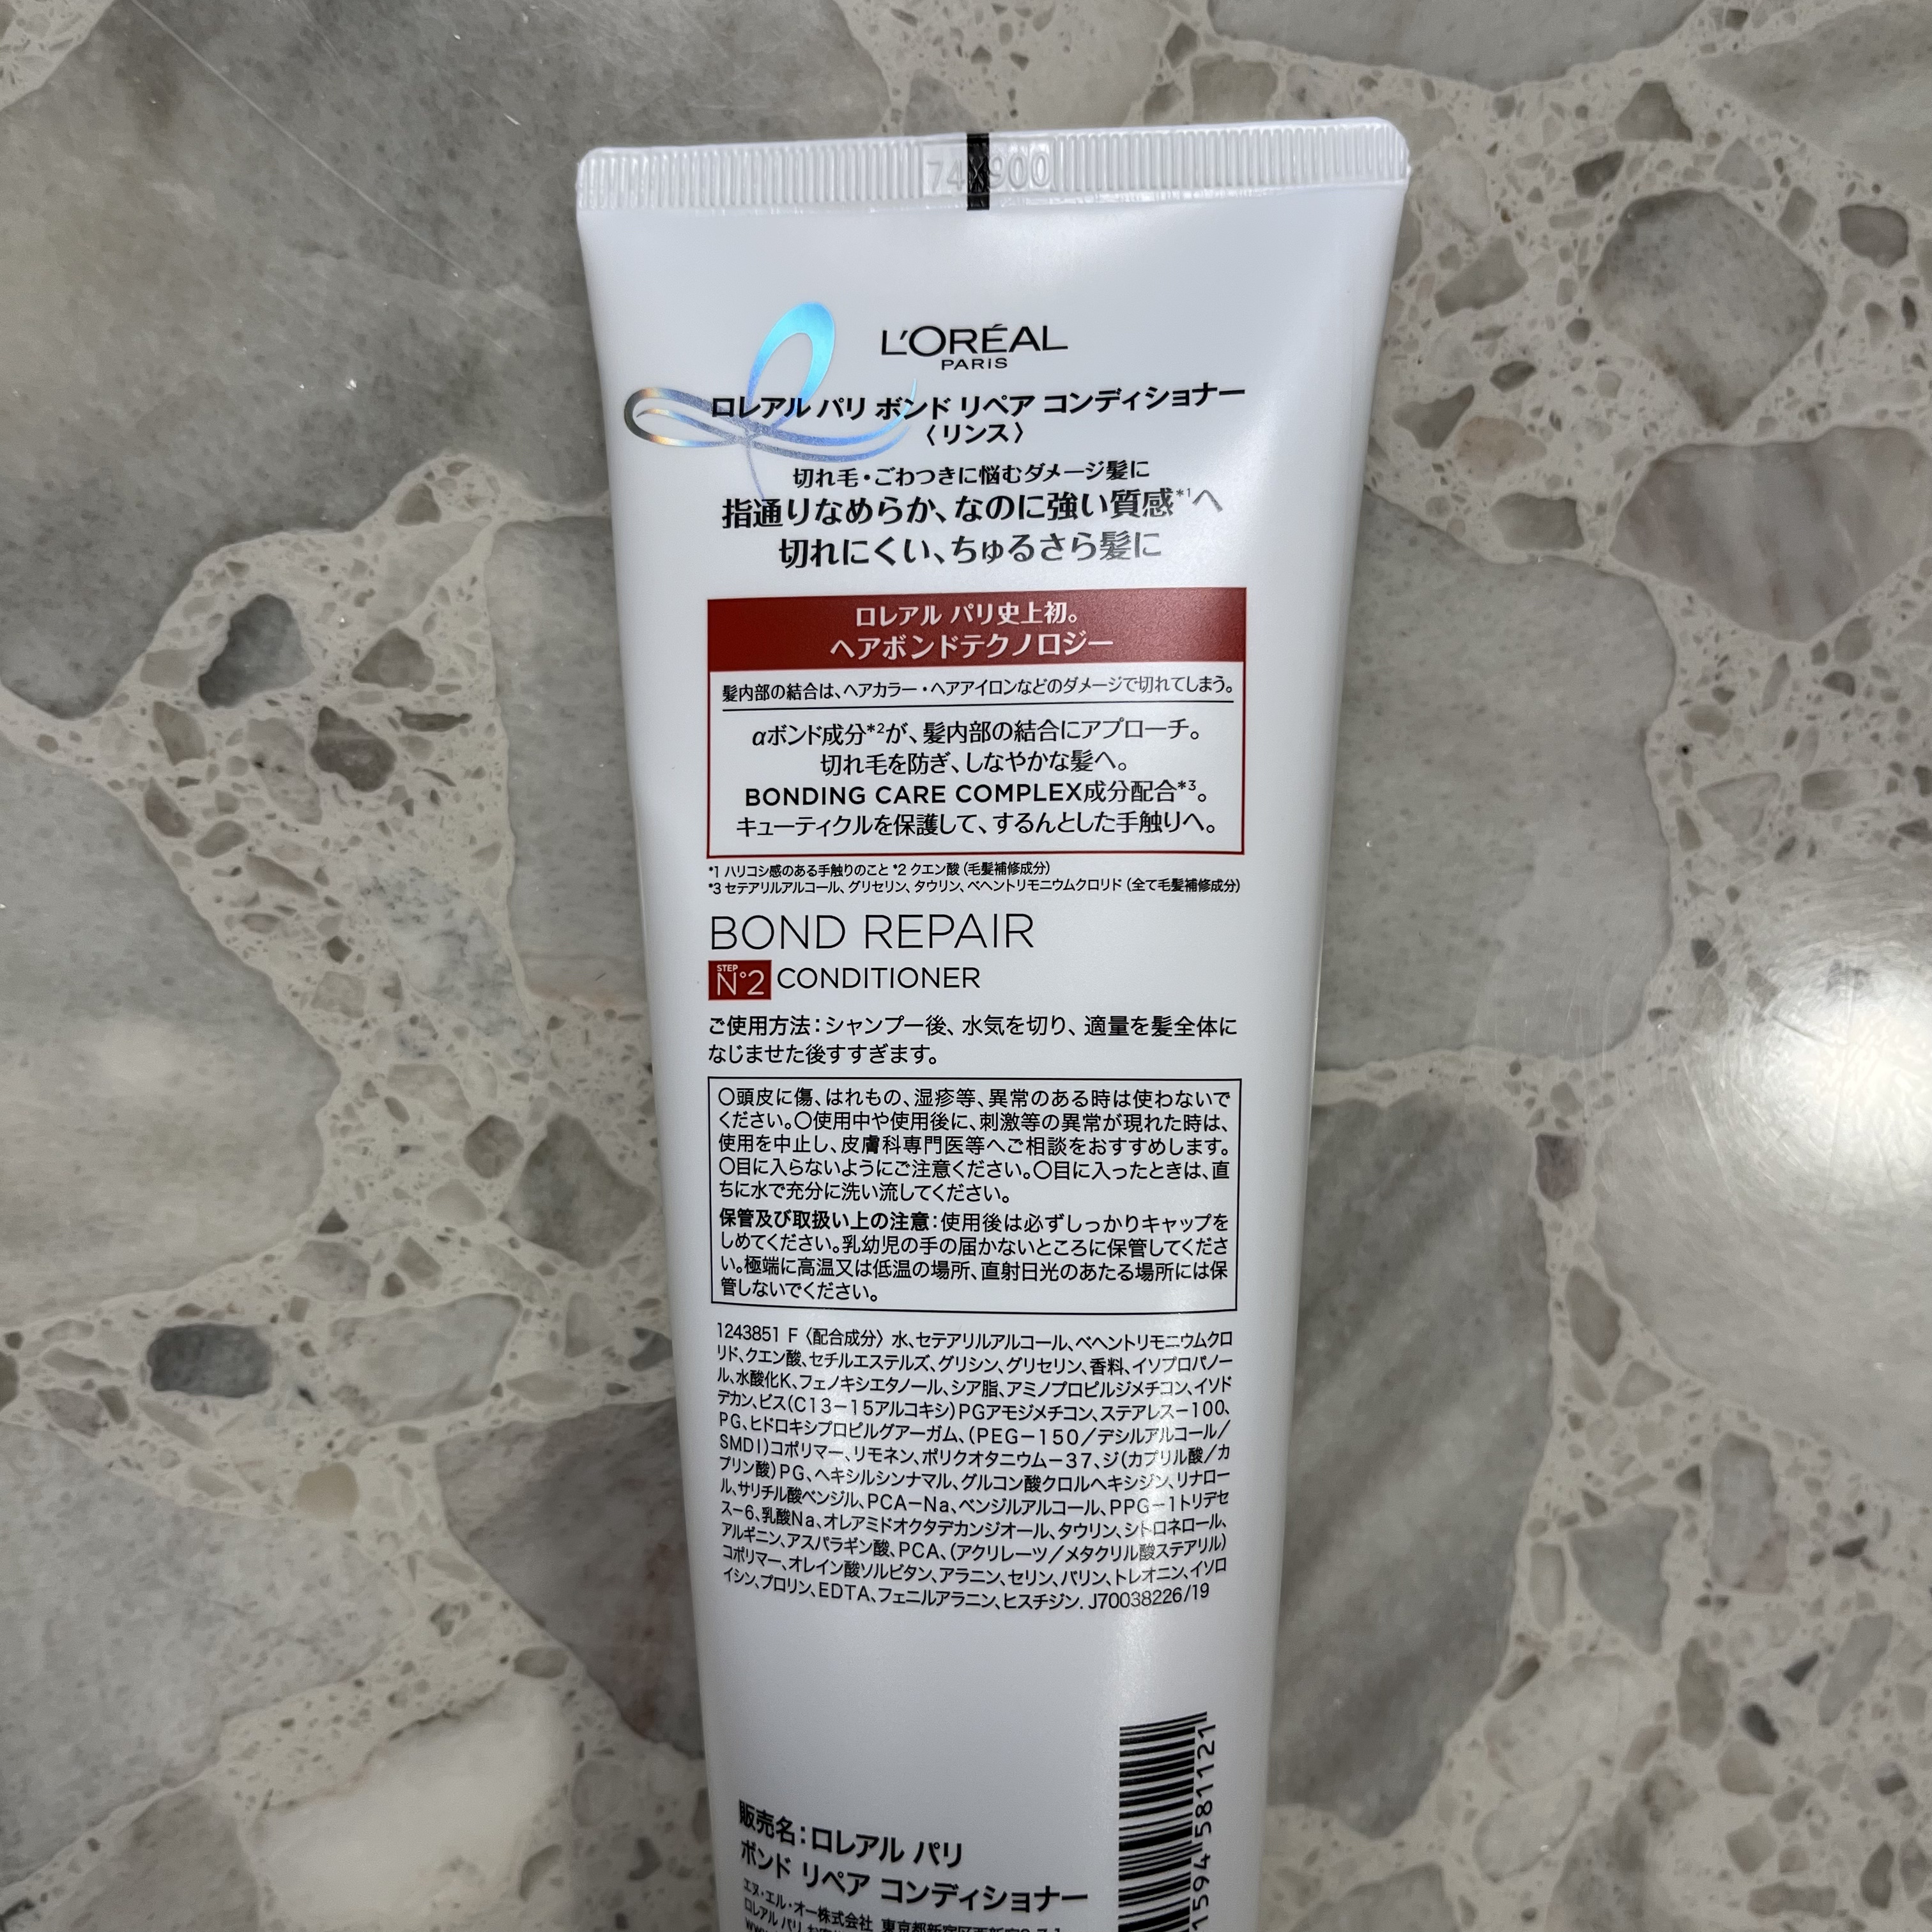 74X900
L'ORÉAL
PARIS
ロレアル パリ ボンド リペア コンディショナー
〈リンス〉
切れ毛・ごわつきに悩むダメージ髪に
指通りなめらか、なのに強い質感*1へ
切れにくい、ちゅるさら髪に
ロレアル パリ史上初。
ヘアボンドテクノロジー
髪内部の結合は、ヘアカラー・ヘアアイロンなどのダメージで切れてしまう。
αボンド成分*2が、髪内部の結合にアプローチ。
切れ毛を防ぎ、しなやかな髪へ。
BONDING CARE COMPLEX成分配合*3。
キューティクルを保護して、するんとした手触りへ。
*1 ハリコシ感のある手触りのこと *2 クエン酸（毛髪補修成分）
*3 セテアリルアルコール、グリセリン、タウリン、ベヘントリモニウムクロリド（全て毛髪補修成分）
BOND REPAIR
STEP N°2 CONDITIONER
ご使用方法：シャンプー後、水気を切り、適量を髪全体に
なじませた後すすぎます。
○頭皮に傷、はれもの、湿疹等、異常のある時は使わないで
ください。○使用中や使用後に、刺激等の異常が現れた時は、
使用を中止し、皮膚科専門医等へご相談をおすすめします。
○目に入らないようにご注意ください。○目に入ったときは、直
ちに水で充分に洗い流してください。
保管及び取扱い上の注意：使用後は必ずしっかりキャップを
しめてください。乳幼児の手の届かないところに保管してくださ
い。極端に高温又は低温の場所、直射日光のあたる場所には保
管しないでください。
1243851 F〈配合成分〉水、セテアリルアルコール、ベヘントリモニウムクロ
リド、クエン酸、セチルエステルズ、グリシン、グリセリン、香料、イソプロパノー
ル、水酸化K、フェノキシエタノール、シア脂、アミノプロピルジメチコン、イソド
デカン、ビス(C13－15アルコキシ)PGアモジメチコン、ステアレス－100、
PG、ヒドロキシプロピルグアーガム、(PEG－150／デシルアルコール／
SMDI)コポリマー、リモネン、ポリクオタニウム－37、ジ(カプリル酸／カ
プリン酸)PG、ヘキシルシンナマル、グルコン酸クロルヘキシジン、リナロー
ル、サリチル酸ベンジル、PCA－Na、ベンジルアルコール、PPG－1トリデセ
ス－6、乳酸Na、オレアミドオクタデカンジオール、タウリン、シトロネロール、
アルギニン、アスパラギン酸、PCA、(アクリレーツ／メタクリル酸ステアリル)
コポリマー、オレイン酸ソルビタン、アラニン、セリン、バリン、トレオニン、イソロ
イシン、プロリン、EDTA、フェニルアラニン、ヒスチジン. J70038226/19
販売名：ロレアル パリ
ボンド リペア コンディショナー
エヌ・エル・オー株式会社 東京都新宿区西新宿
ロレアル パリ
1594 581121